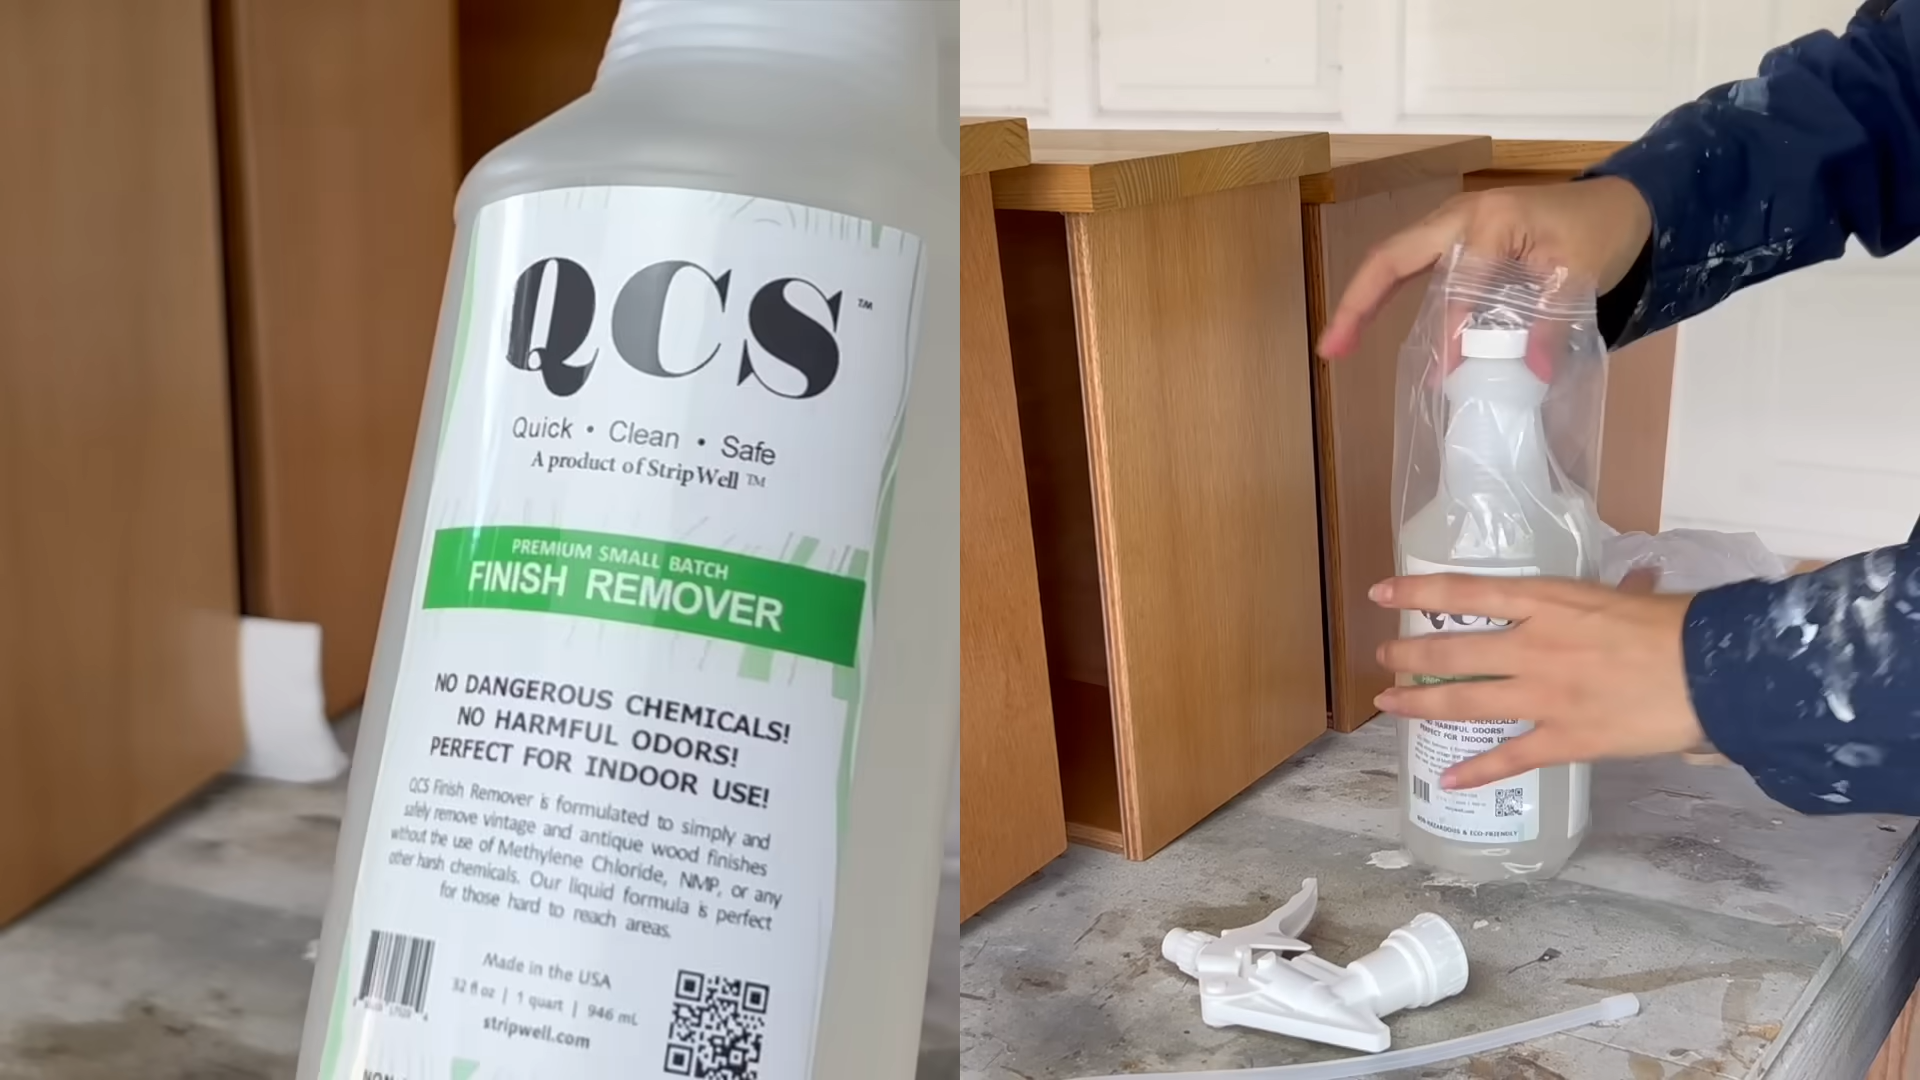 QCS™
Quick • Clean • Safe
A product of StripWell™
PREMIUM SMALL BATCH
FINISH REMOVER
NO DANGEROUS CHEMICALS!
NO HARMFUL ODORS!
PERFECT FOR INDOOR USE!
QCS Finish Remover is formulated to simply and
safely remove vintage and antique wood finishes
without the use of Methylene Chloride, NMP, or any
other harsh chemicals. Our liquid formula is perfect
for those hard to reach areas.
Made in the USA
32 fl oz | 1 quart | 946 mL
stripwell.com
QCS
CHEMICALS!
NO HARMFUL ODORS!
PERFECT FOR INDOOR USE
NON-HAZARDOUS & ECO-FRIENDLY